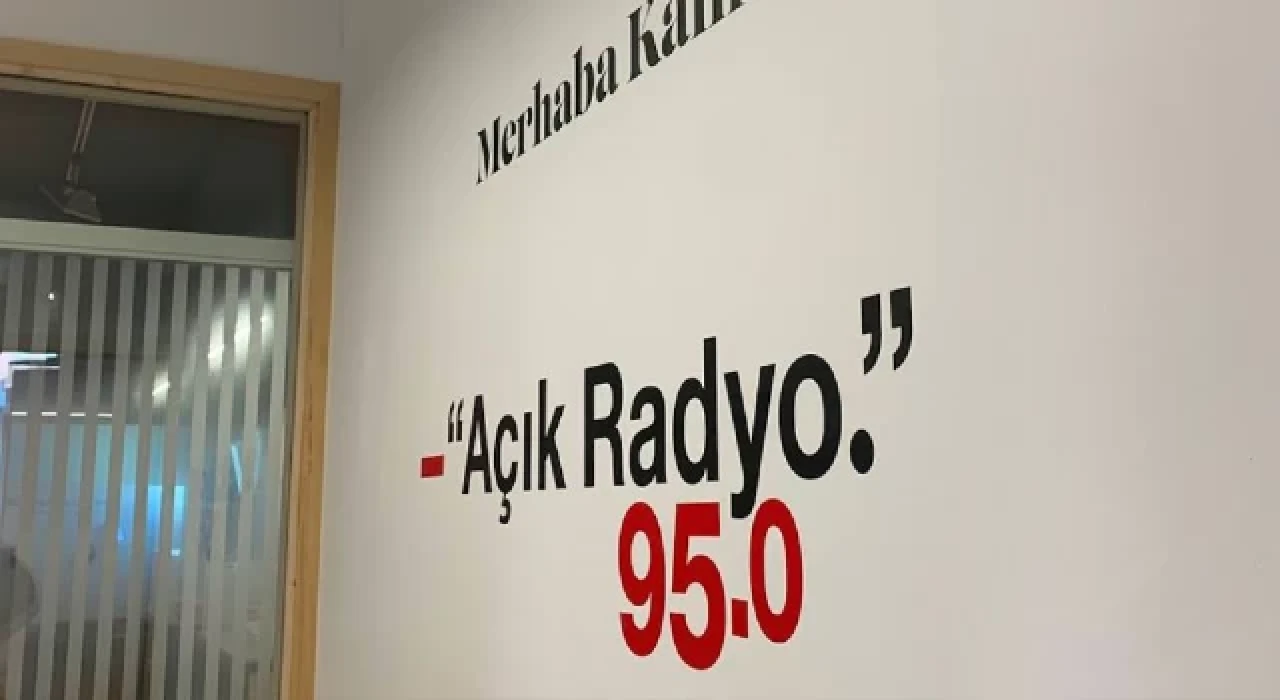 Merhaba
–“Açık Radyo.”
95.0